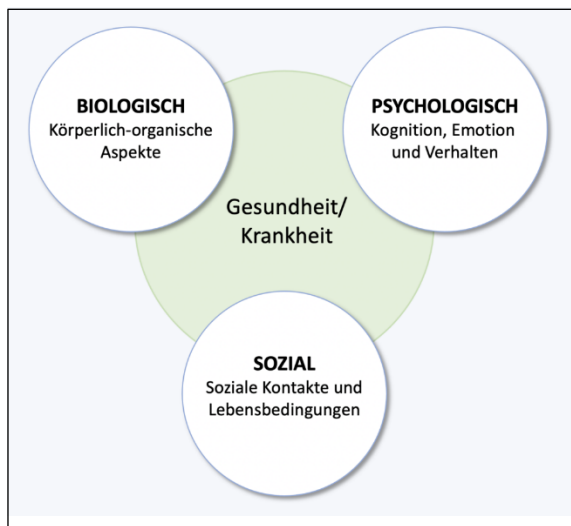 BIOLOGISCH
Körperlich-organische
Aspekte
PSYCHOLOGISCH
Kognition, Emotion
und Verhalten
Gesundheit/
Krankheit
SOZIAL
Soziale Kontakte und
Lebensbedingungen